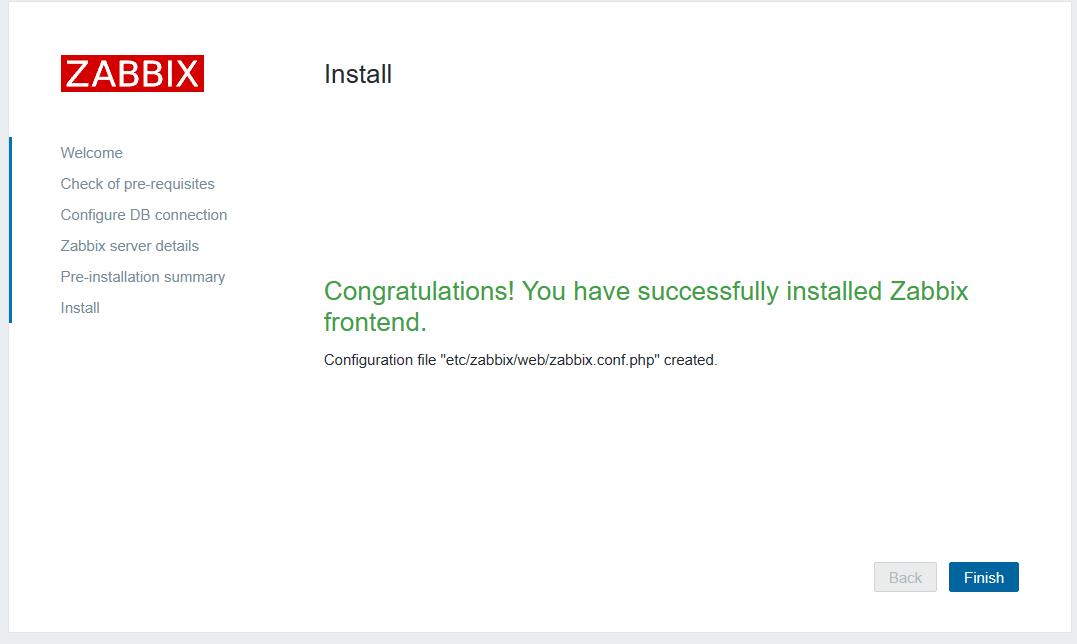 ZABBIX
Install
Welcome
Check of pre-requisites
Configure DB connection
Zabbix server details
Pre-installation summary
Install
Congratulations! You have successfully installed Zabbix
frontend.
Configuration file "etc/zabbix/web/zabbix.conf.php" created.
Back
Finish